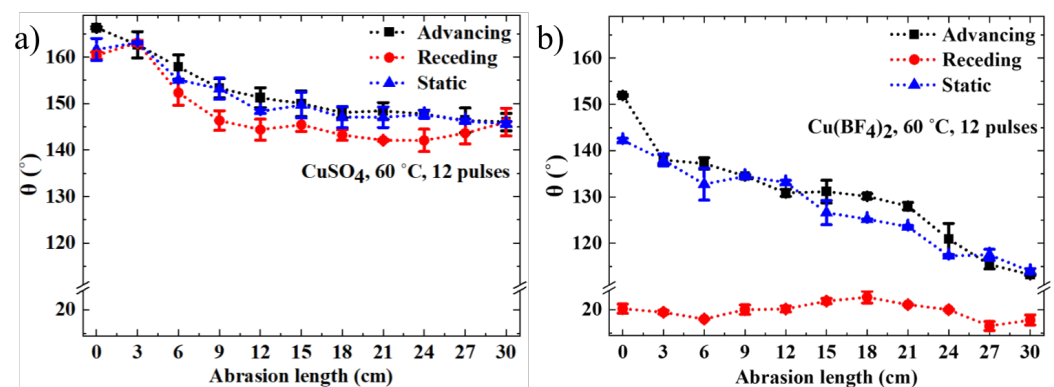 a)
Advancing
Receding
Static
CuSO4, 60 °C, 12 pulses
θ (°)
160
150
140
130
120
20
0 3 6 9 12 15 18 21 24 27 30
Abrasion length (cm)
b)
Advancing
Receding
Static
Cu(BF4)2, 60 °C, 12 pulses
θ (°)
160
150
140
130
120
20
0 3 6 9 12 15 18 21 24 27 30
Abrasion length (cm)